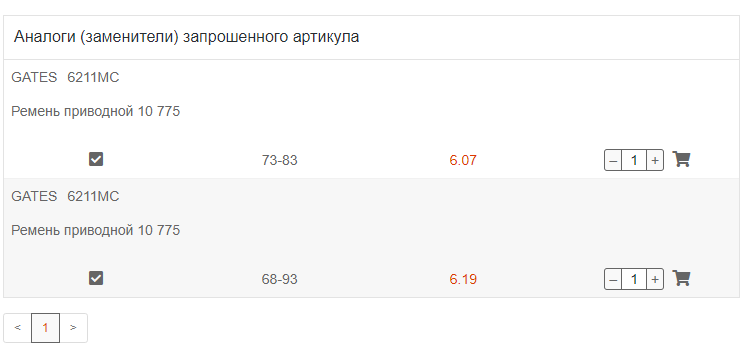 Аналоги (заменители) запрошенного артикула
GATES 6211MC
Ремень приводной 10 775
73-83 6.07 – 1 +
GATES 6211MC
Ремень приводной 10 775
68-93 6.19 – 1 +
< 1 >